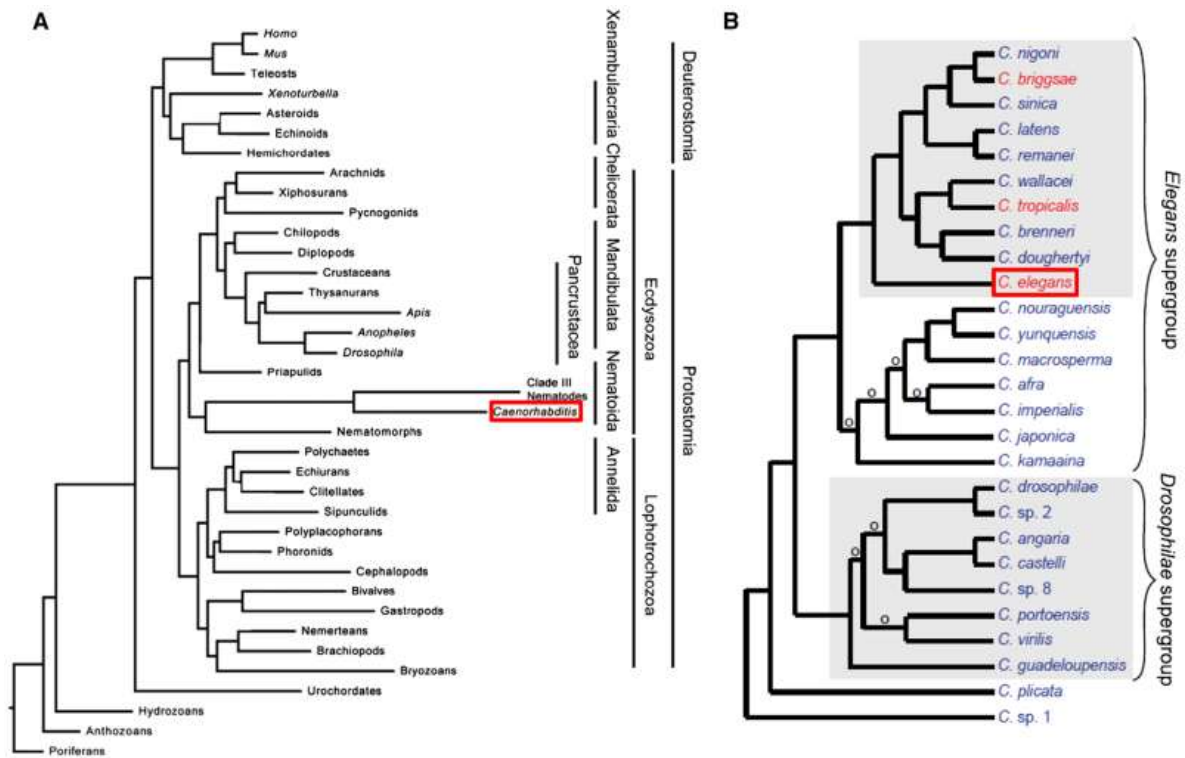 A
Homo
Mus
Teleosts
Xenoturbella
Asteroids
Echinoids
Hemichordates
Arachnids
Xiphosurans
Pycnogonids
Chilopods
Diplopods
Crustaceans
Thysanurans
Apis
Anopheles
Drosophila
Priapulids
Clade III
Nematodes
Caenorhabditis
Nematomorphs
Polychaetes
Echiurans
Clitellates
Sipunculids
Polyplacophorans
Phoronids
Cephalopods
Bivalves
Gastropods
Nemerteans
Brachiopods
Bryozoans
Urochordates
Hydrozoans
Anthozoans
Poriferans
Pancrustacea
Xenambulacraria
Chelicerata
Mandibulata
Nematoida
Annelida
Ecdysozoa
Lophotrochozoa
Deuterostomia
Protostomia
B
C. nigoni
C. briggsae
C. sinica
C. latens
C. remanei
C. wallacei
C. tropicalis
C. brenneri
C. doughertyi
C. elegans
C. nouraguensis
C. yunquensis
C. macrosperma
C. afra
C. imperialis
C. japonica
C. kamaaina
C. drosophilae
C. sp. 2
C. angaria
C. castelli
C. sp. 8
C. portoensis
C. virilis
C. guadeloupensis
C. plicata
C. sp. 1
Elegans supergroup
Drosophilae supergroup